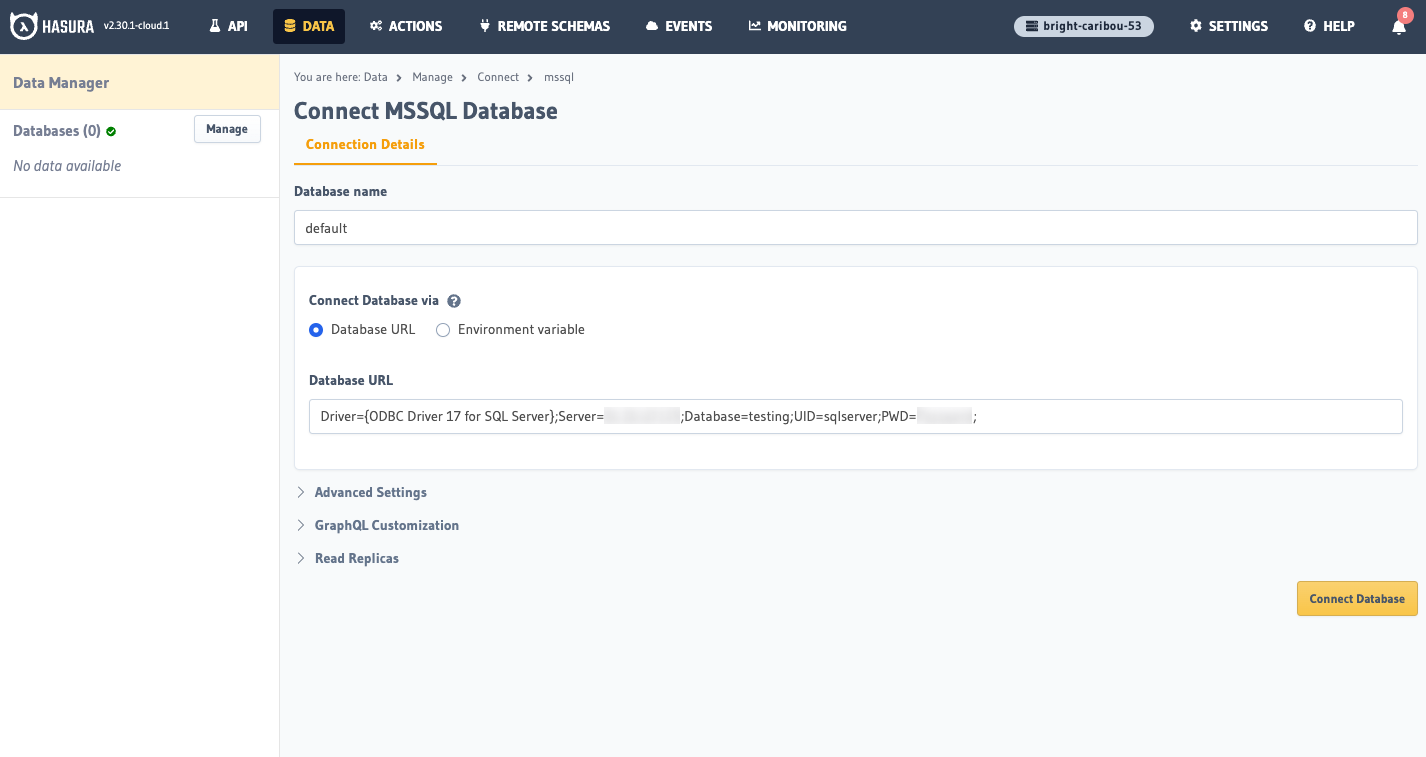 HASURA v2.30.1-cloud.1 API DATA ACTIONS REMOTE SCHEMAS EVENTS MONITORING bright-caribou-53 SETTINGS HELP 8
Data Manager
Databases (0) Manage
No data available
You are here: Data > Manage > Connect > mssql
Connect MSSQL Database
Connection Details
Database name
default
Connect Database via ?
Database URL Environment variable
Database URL
Driver={ODBC Driver 17 for SQL Server};Server= ;Database=testing;UID=sqlserver;PWD= ;
Advanced Settings
GraphQL Customization
Read Replicas
Connect Database